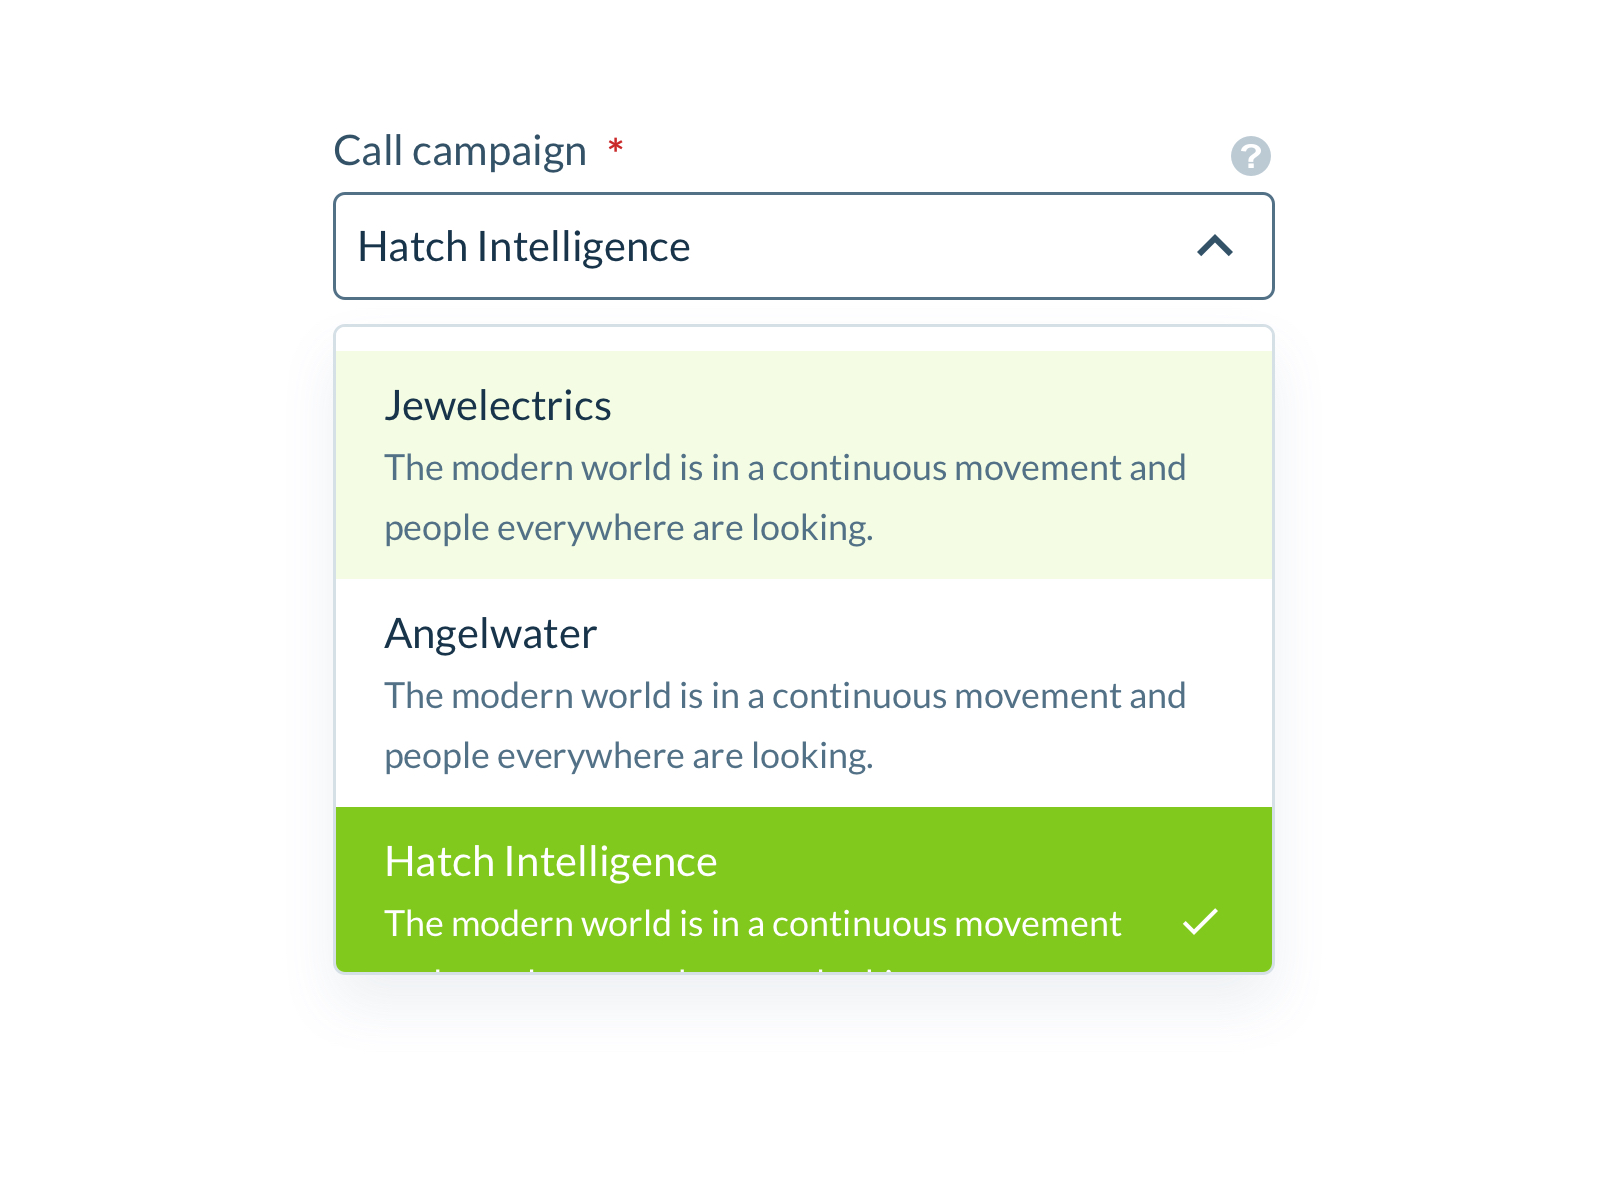 Call campaign *
?
Hatch Intelligence
Jewelectrics
The modern world is in a continuous movement and
people everywhere are looking.
Angelwater
The modern world is in a continuous movement and
people everywhere are looking.
Hatch Intelligence
The modern world is in a continuous movement